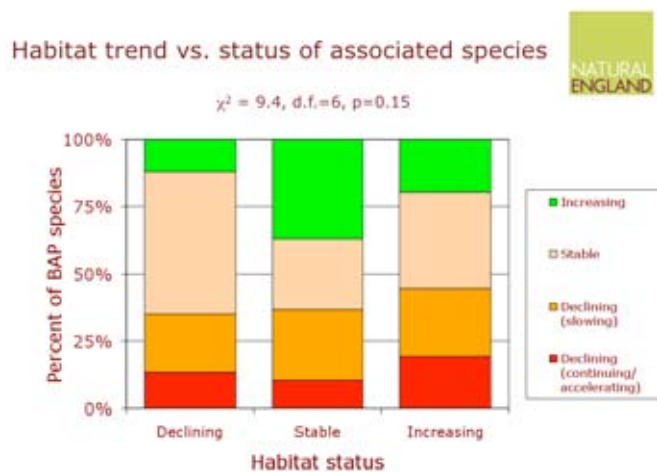 Habitat trend vs. status of associated species
NATURAL
ENGLAND
χ² = 9.4, d.f.=6, p=0.15
100%
75%
50%
25%
0%
Percent of BAP species
Declining
Stable
Increasing
Habitat status
Increasing
Stable
Declining
(slowing)
Declining
(continuing/
accelerating)